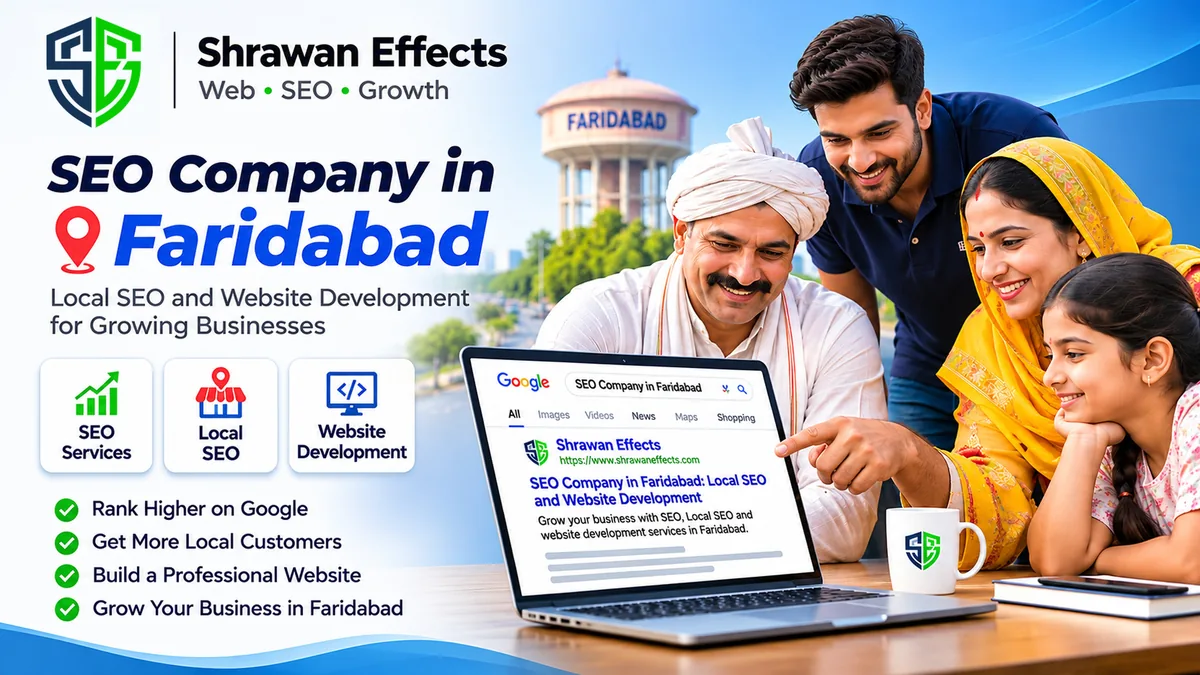 SE
Shrawan Effects
Web • SEO • Growth
SEO Company in
Faridabad
Local SEO and Website Development
for Growing Businesses
SEO
Services
Local
SEO
</>
Website
Development
Rank Higher on Google
Get More Local Customers
Build a Professional Website
Grow Your Business in Faridabad
FARIDABAD
Google
SEO Company in Faridabad
All Images Videos News Maps Shopping
SE
Shrawan Effects
https://www.shrawaneffects.com
SEO Company in Faridabad: Local SEO
and Website Development
Grow your business with SEO, Local SEO and
website development services in Faridabad.
SE